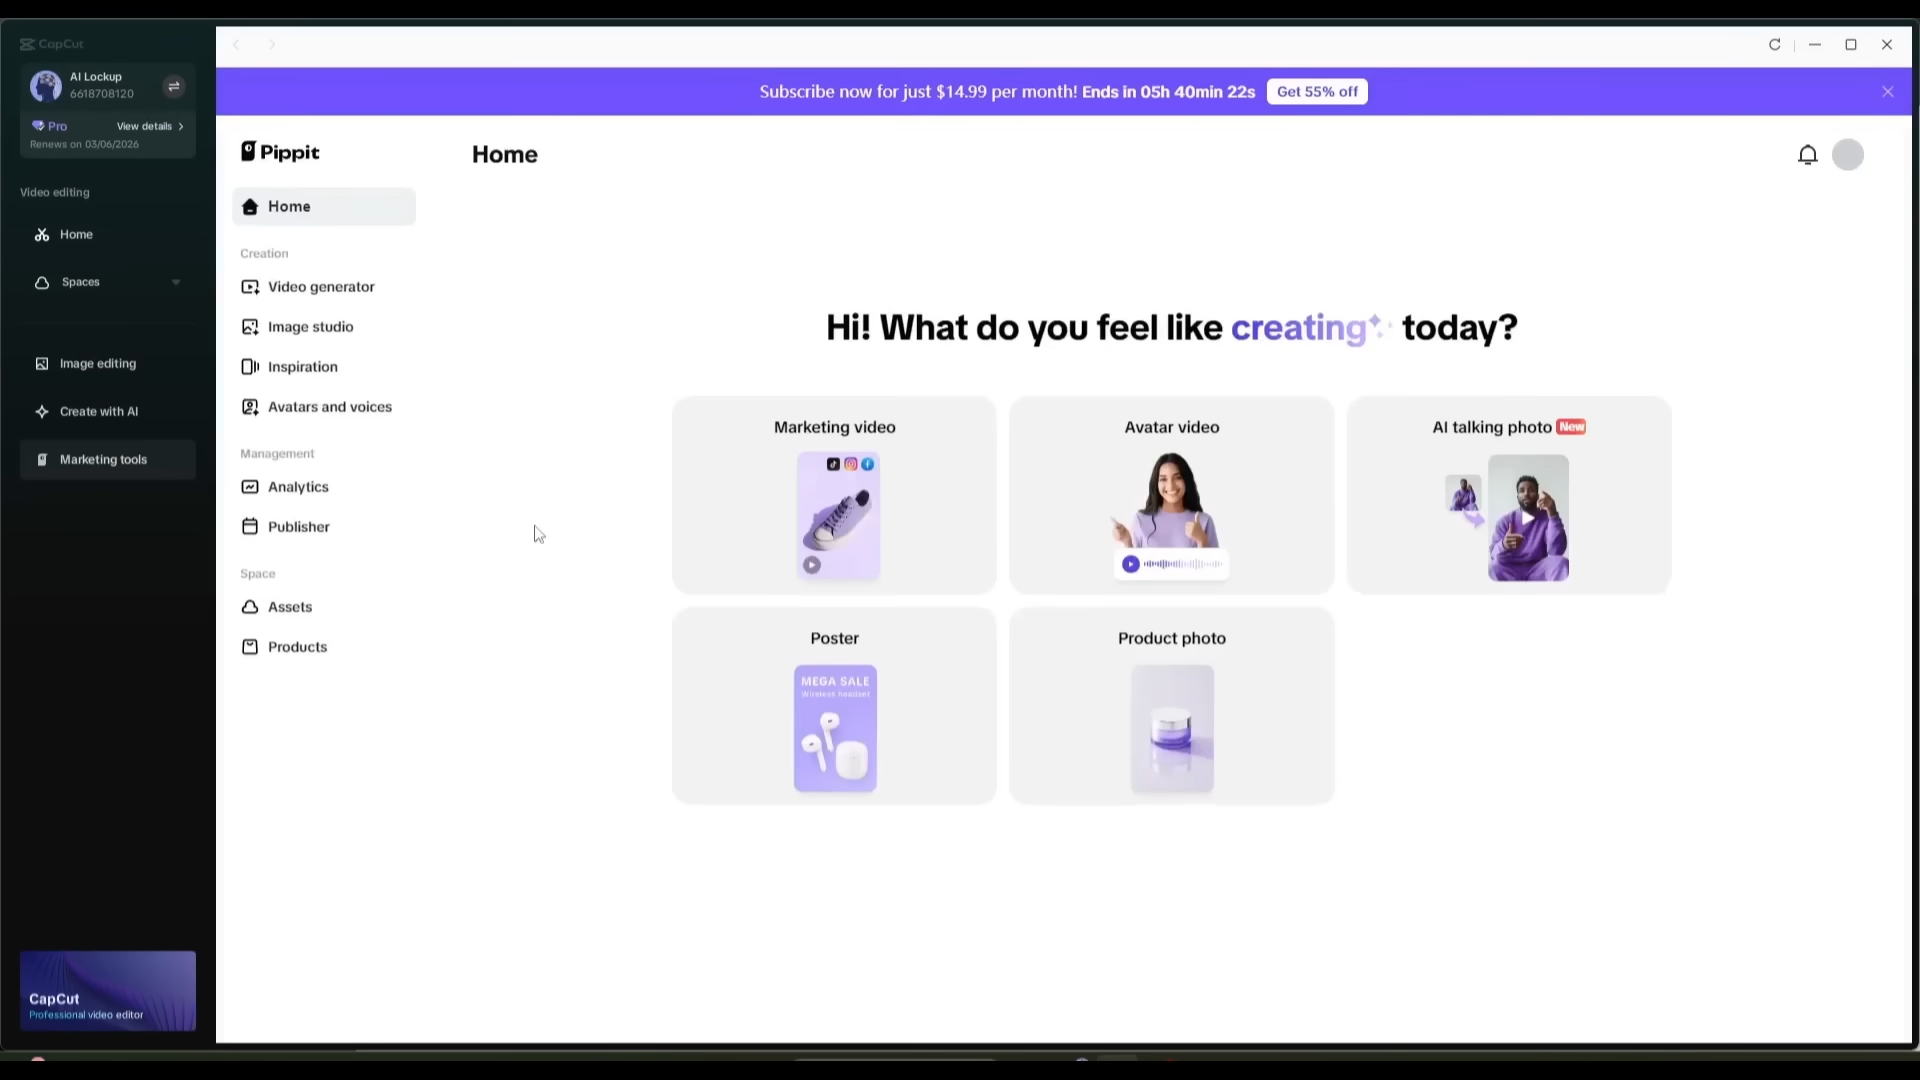 CapCut
AI Lockup
6618708120
Pro
View details
Renews on 03/06/2026
Video editing
Home
Spaces
Image editing
Create with AI
Marketing tools
CapCut
Professional video editor
Subscribe now for just $14.99 per month! Ends in 05h 40min 22s
Get 55% off
Pippit
Home
Home
Creation
Video generator
Image studio
Inspiration
Avatars and voices
Management
Analytics
Publisher
Space
Assets
Products
Hi! What do you feel like creating today?
Marketing video
Avatar video
AI talking photo New
Poster
MEGA SALE
Wireless headset
Product photo